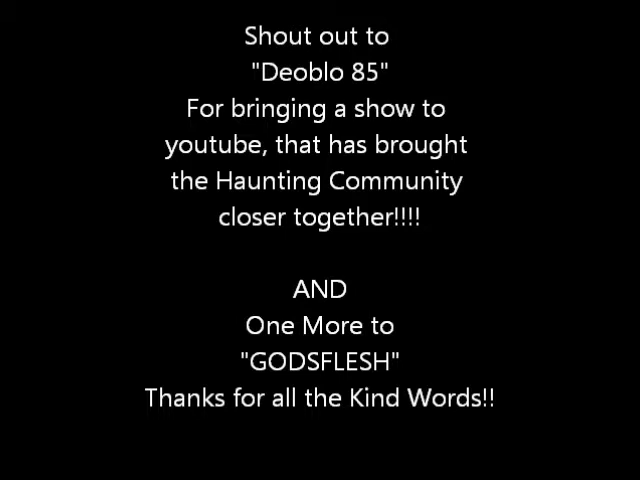 Shout out to
"Deoblo 85"
For bringing a show to
youtube, that has brought
the Haunting Community
closer together!!!!
AND
One More to
"GODSFLESH"
Thanks for all the Kind Words!!